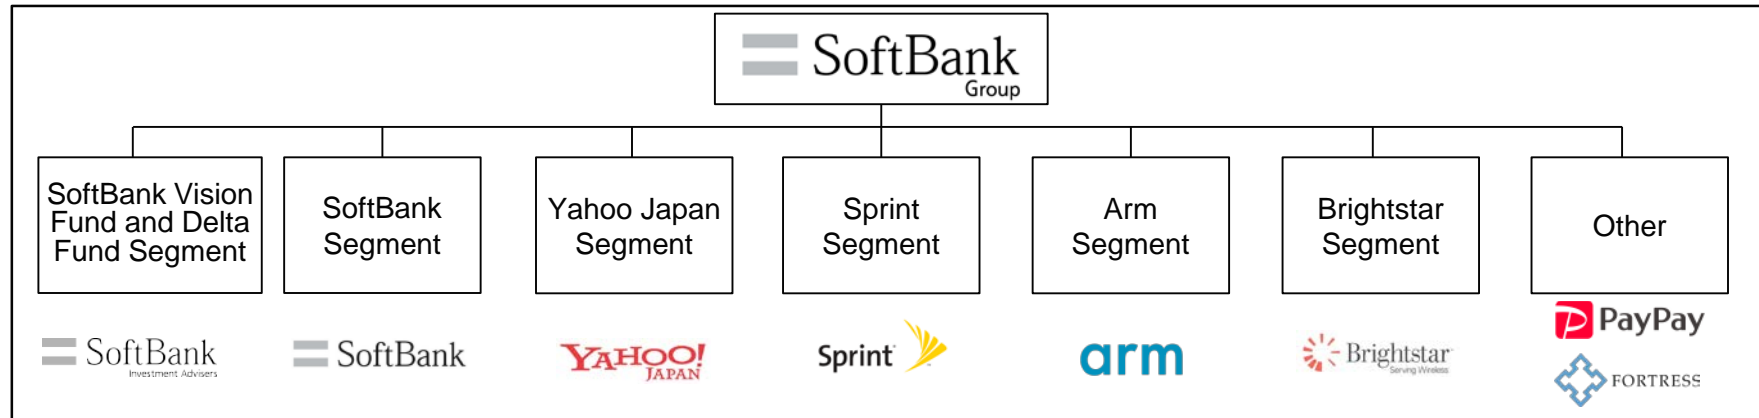 SoftBank
Group
SoftBank Vision
Fund and Delta
Fund Segment
SoftBank
Segment
Yahoo Japan
Segment
Sprint
Segment
Arm
Segment
Brightstar
Segment
Other
SoftBank
Investment Advisers
SoftBank
YAHOO!
JAPAN
Sprint
arm
Brightstar
Serving Wireless
PayPay
FORTRESS